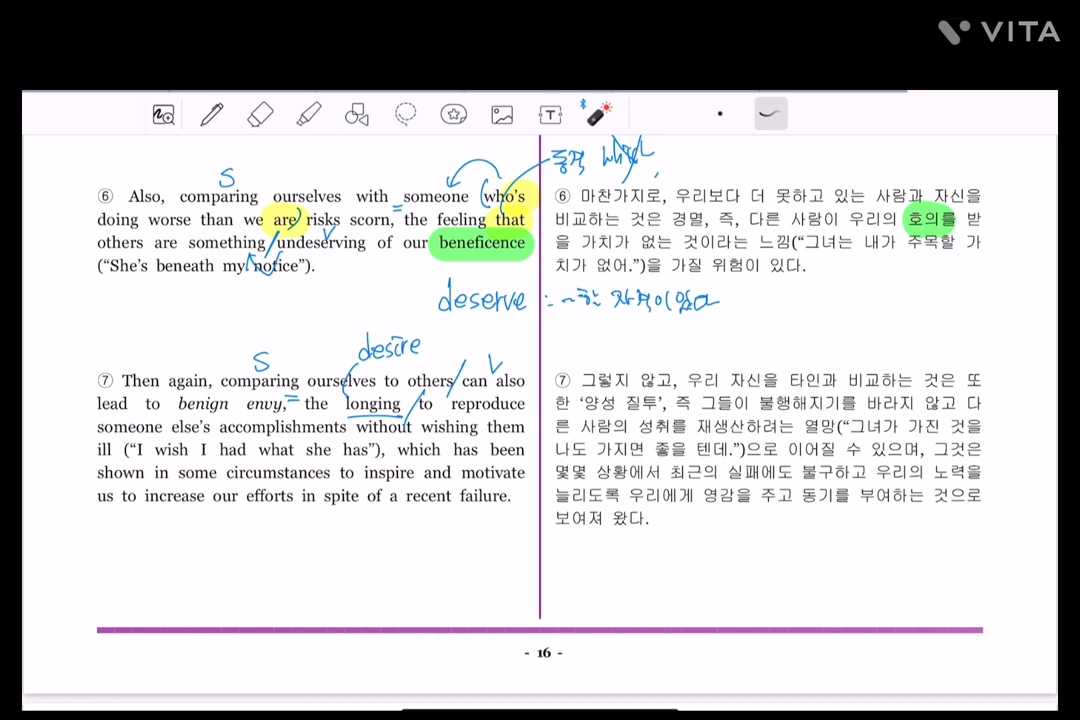 VITA
동격 
S
⑥ Also, comparing ourselves with someone who's
doing worse than we are risks scorn, the feeling that
others are something undeserving of our beneficence
("She's beneath my notice").
⑥ 마찬가지로, 우리보다 더 못하고 있는 사람과 자신을
비교하는 것은 경멸, 즉, 다른 사람이 우리의 호의를 받
을 가치가 없는 것이라는 느낌("그녀는 내가 주목할 가
치가 없어.")을 가질 위험이 있다.
deserve : ~할 자격이 있다
desire
S
V
⑦ Then again, comparing ourselves to others can also
lead to benign envy, the longing to reproduce
someone else's accomplishments without wishing them
ill ("I wish I had what she has"), which has been
shown in some circumstances to inspire and motivate
us to increase our efforts in spite of a recent failure.
⑦ 그렇지 않고, 우리 자신을 타인과 비교하는 것은 또
한 '양성 질투', 즉 그들이 불행해지기를 바라지 않고 다
른 사람의 성취를 재생산하려는 열망("그녀가 가진 것을
나도 가지면 좋을 텐데.")으로 이어질 수 있으며, 그것은
몇몇 상황에서 최근의 실패에도 불구하고 우리의 노력을
늘리도록 우리에게 영감을 주고 동기를 부여하는 것으로
보여져 왔다.
- 16 -